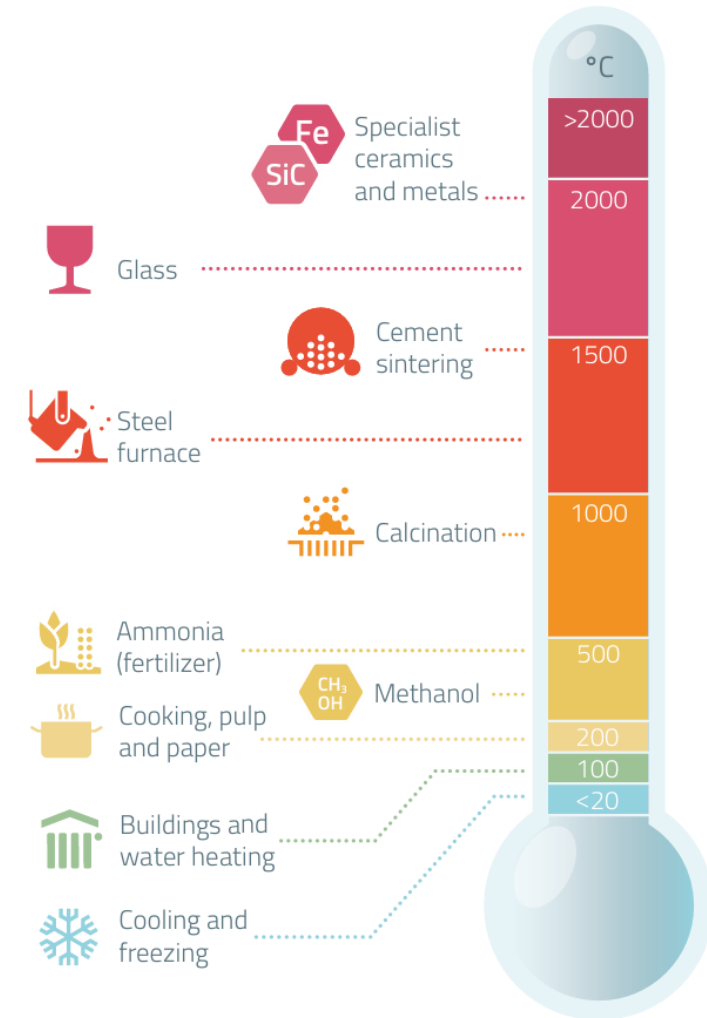 °C
>2000
Fe
SiC
Specialist
ceramics
and metals
2000
Glass
Cement
sintering
1500
Steel
furnace
1000
Calcination
Ammonia
(fertilizer)
500
CH₃
OH
Methanol
Cooking, pulp
and paper
200
100
<20
Buildings and
water heating
Cooling and
freezing